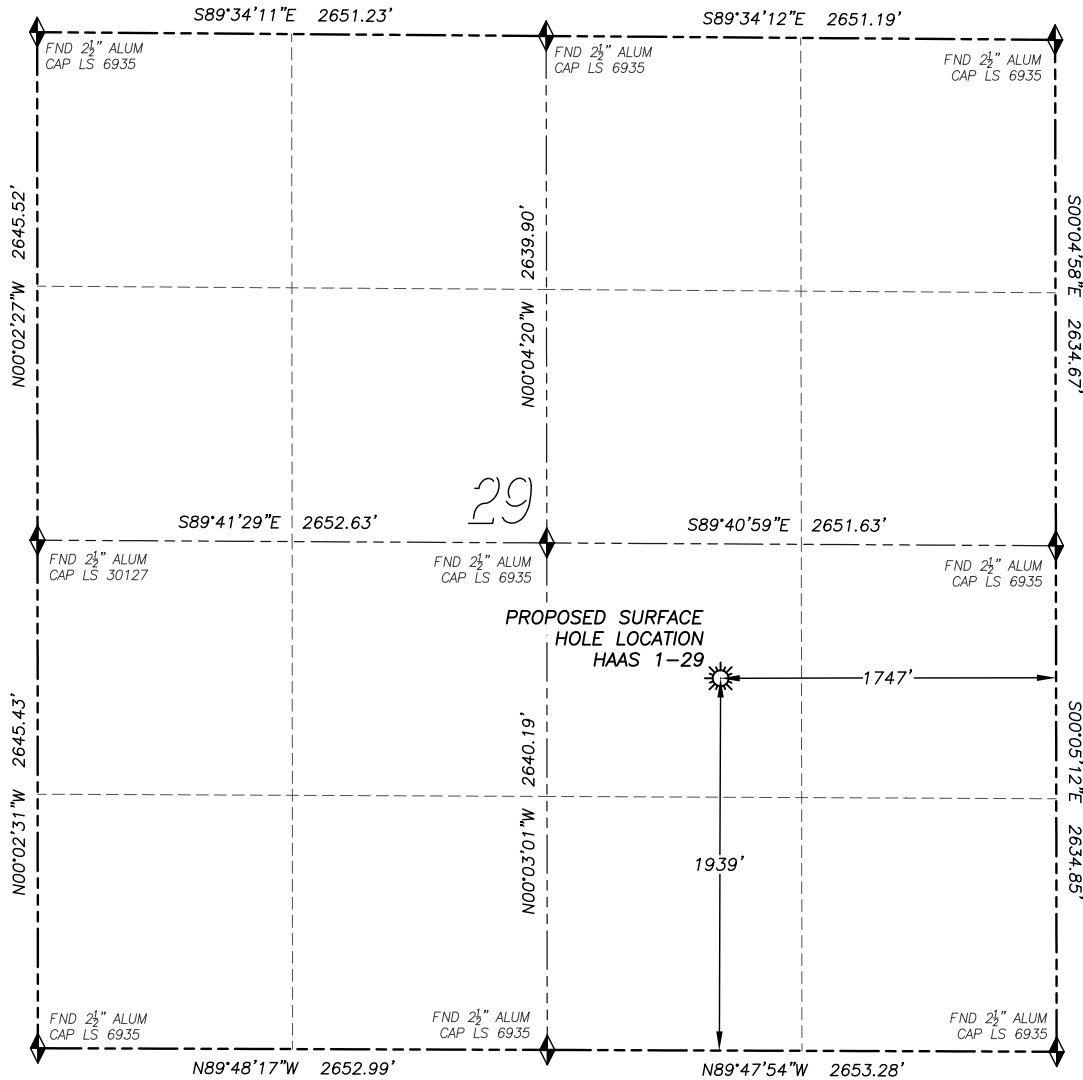 S89°34'11"E 2651.23'
S89°34'12"E 2651.19'
FND 2½" ALUM
CAP LS 6935
FND 2½" ALUM
CAP LS 6935
FND 2½" ALUM
CAP LS 6935
N00°02'27"W 2645.52'
N00°04'20"W 2639.90'
S00°04'58"E 2634.67'
29
S89°41'29"E 2652.63'
S89°40'59"E 2651.63'
FND 2½" ALUM
CAP LS 30127
FND 2½" ALUM
CAP LS 6935
FND 2½" ALUM
CAP LS 6935
PROPOSED SURFACE
HOLE LOCATION
HAAS 1-29
1747'
N00°02'31"W 2645.43'
N00°03'01"W 2640.19'
S00°05'12"E 2634.85'
1939'
FND 2½" ALUM
CAP LS 6935
FND 2½" ALUM
CAP LS 6935
FND 2½" ALUM
CAP LS 6935
N89°48'17"W 2652.99'
N89°47'54"W 2653.28'